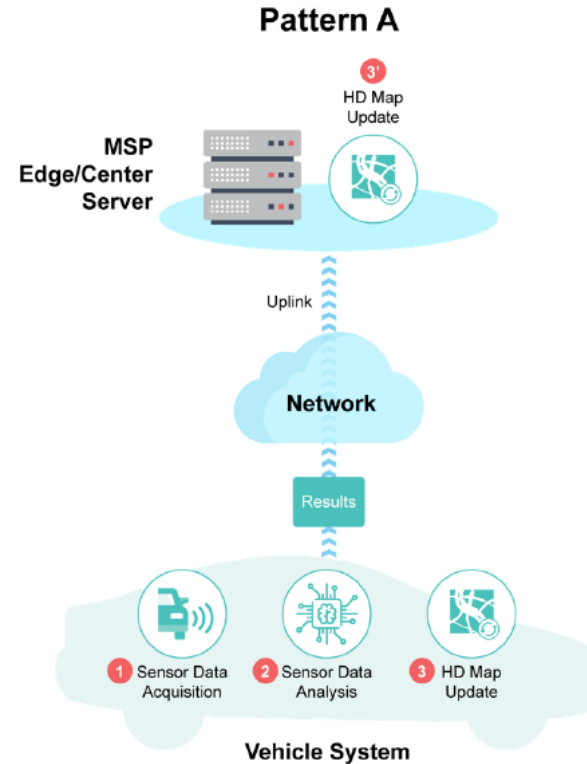 Pattern A
3'
HD Map
Update
MSP
Edge/Center
Server
Uplink
Network
Results
1 Sensor Data
Acquisition
2 Sensor Data
Analysis
3 HD Map
Update
Vehicle System